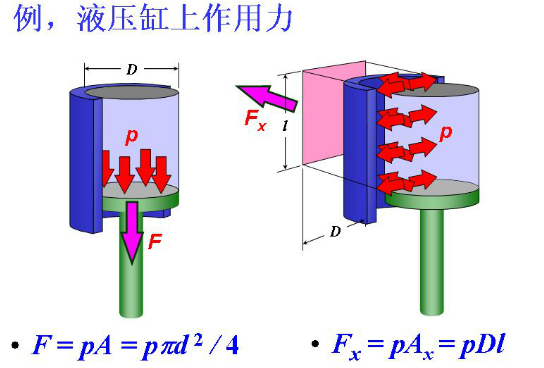 例，液压缸上作用力
D
p
F
F_x
l
p
D
• F = pA = pπd² / 4
• F_x = pA_x = pDl